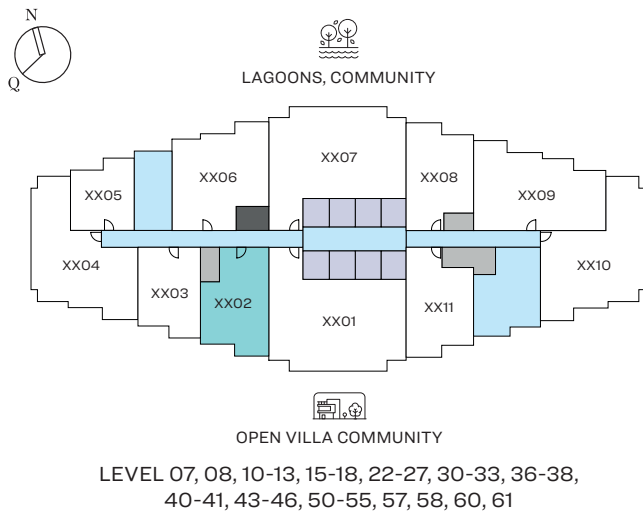 N
Q
LAGOONS, COMMUNITY
XX07
XX06
XX08
XX05
XX09
XX04
XX10
XX03
XX02
XX01
XX11
OPEN VILLA COMMUNITY
LEVEL 07, 08, 10-13, 15-18, 22-27, 30-33, 36-38,
40-41, 43-46, 50-55, 57, 58, 60, 61